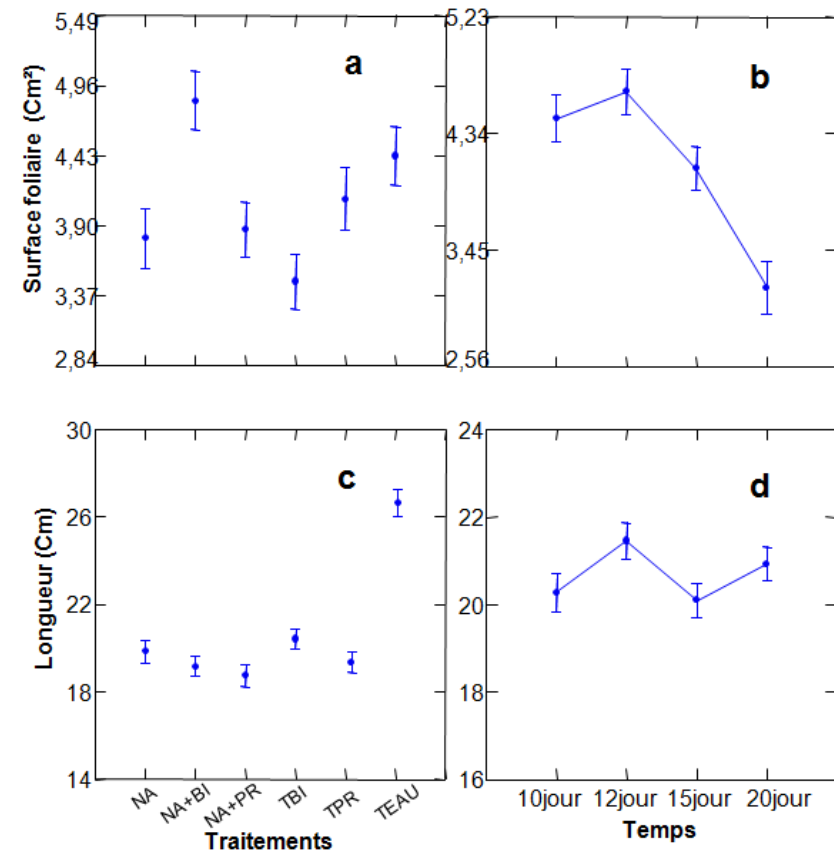 Surface foliaire (Cm²)
5,49
4,96
4,43
3,90
3,37
2,84
a
5,23
4,34
3,45
2,56
b
Longueur (Cm)
30
26
22
18
14
c
NA
NA+BI
NA+PR
TBI
TPR
TEAU
Traitements
24
22
20
18
16
d
10jour 12jour 15jour 20jour
Temps